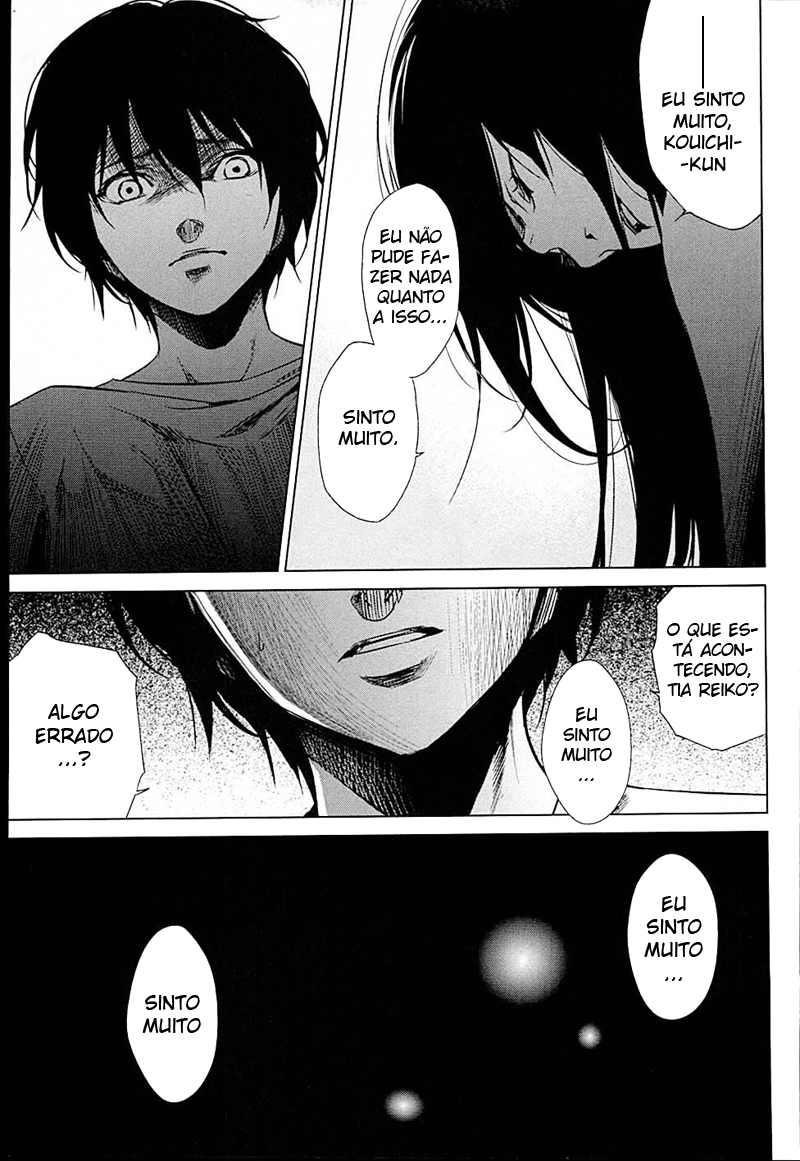 EU SINTO
MUITO,
KOUICHI-
-KUN
EU NÃO
PUDE FA-
ZER NADA
QUANTO
A ISSO...
SINTO
MUITO.
O QUE ES-
TÁ ACON-
TECENDO,
TIA REIKO?
EU
SINTO
MUITO
...
ALGO
ERRADO
...?
EU
SINTO
MUITO
...
SINTO
MUITO